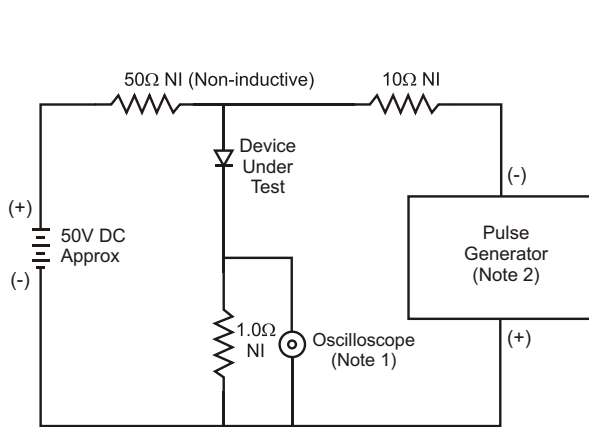 50Ω NI (Non-inductive)
10Ω NI
Device
Under
Test
(-)
(+)
50V DC
Approx
(-)
Pulse
Generator
(Note 2)
1.0Ω
NI
Oscilloscope
(Note 1)
(+)